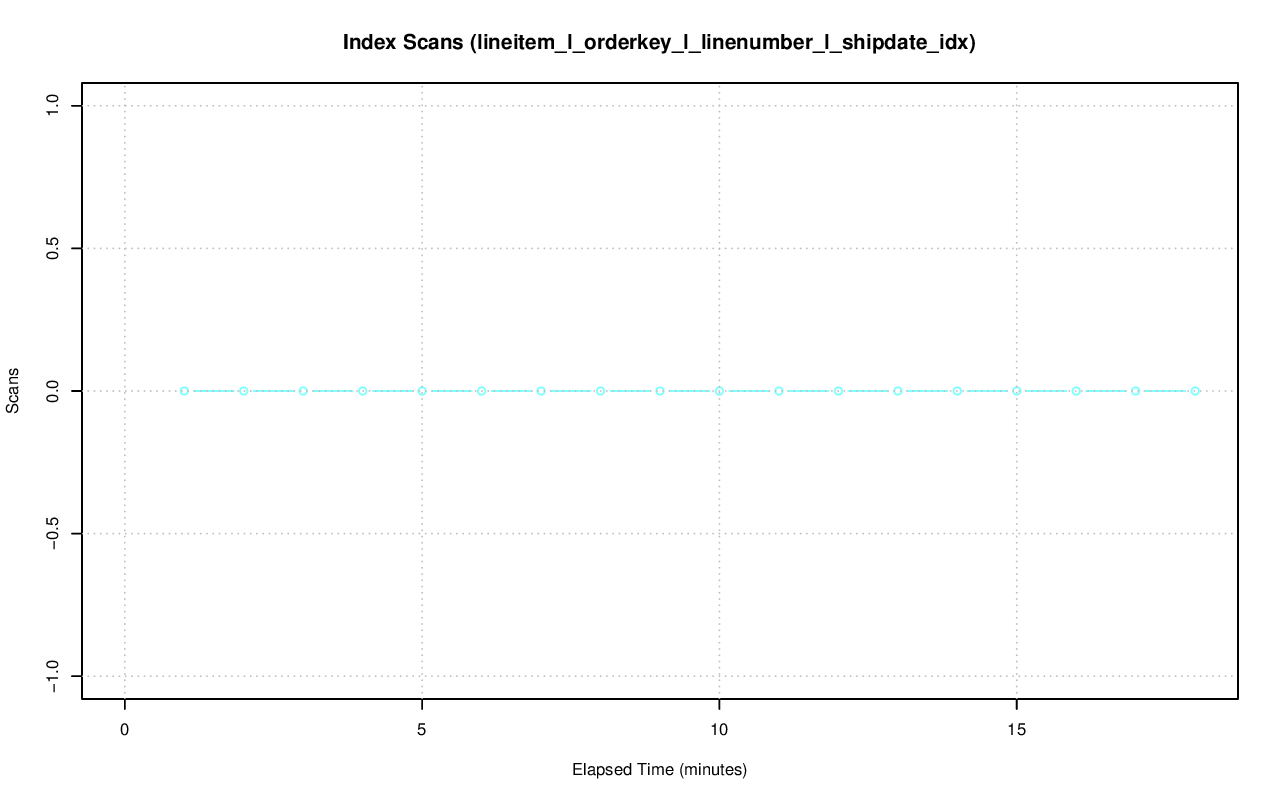 Index Scans (lineitem_l_orderkey_l_linenumber_l_shipdate_idx)
1.0
0.5
0.0
−0.5
−1.0
Scans
0 5 10 15
Elapsed Time (minutes)